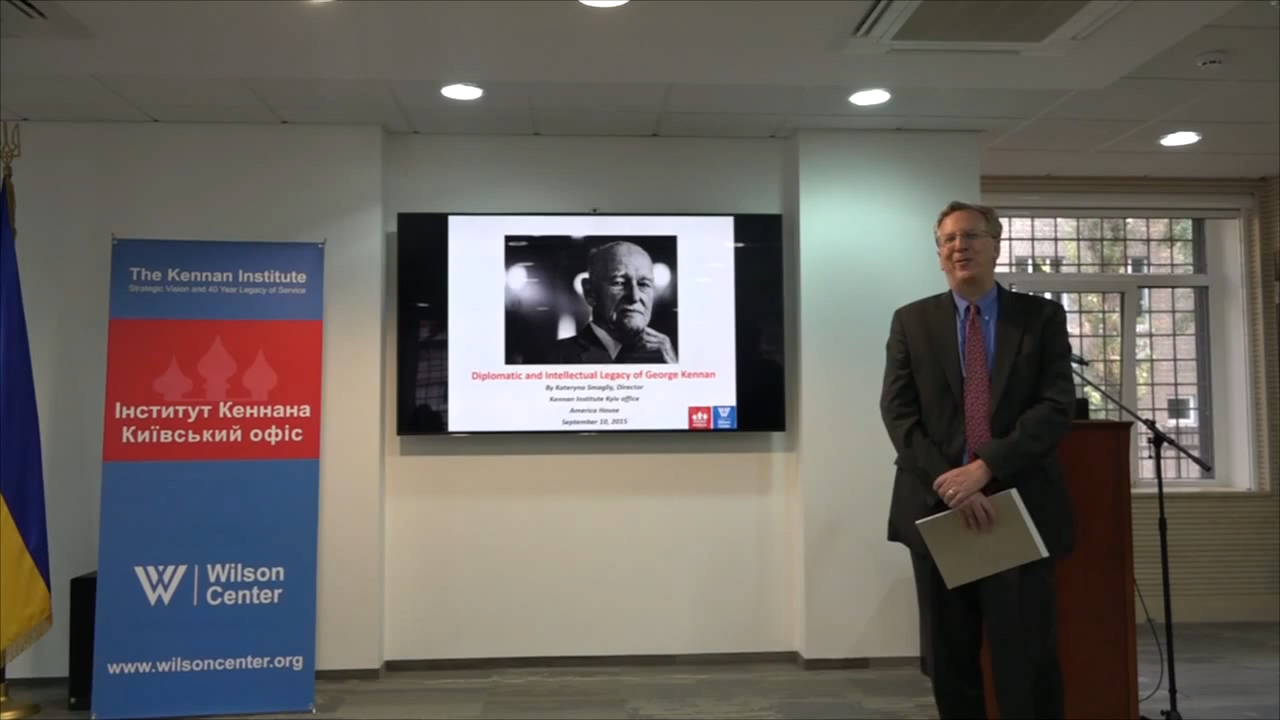 The Kennan Institute
Strategic Vision and 40 Year Legacy of Service
Інститут Кеннана
Київський офіс
W | Wilson
Center
www.wilsoncenter.org
Diplomatic and Intellectual Legacy of George Kennan
By Kateryna Smagliy, Director
Kennan Institute Kyiv office
America House
September 10, 2015